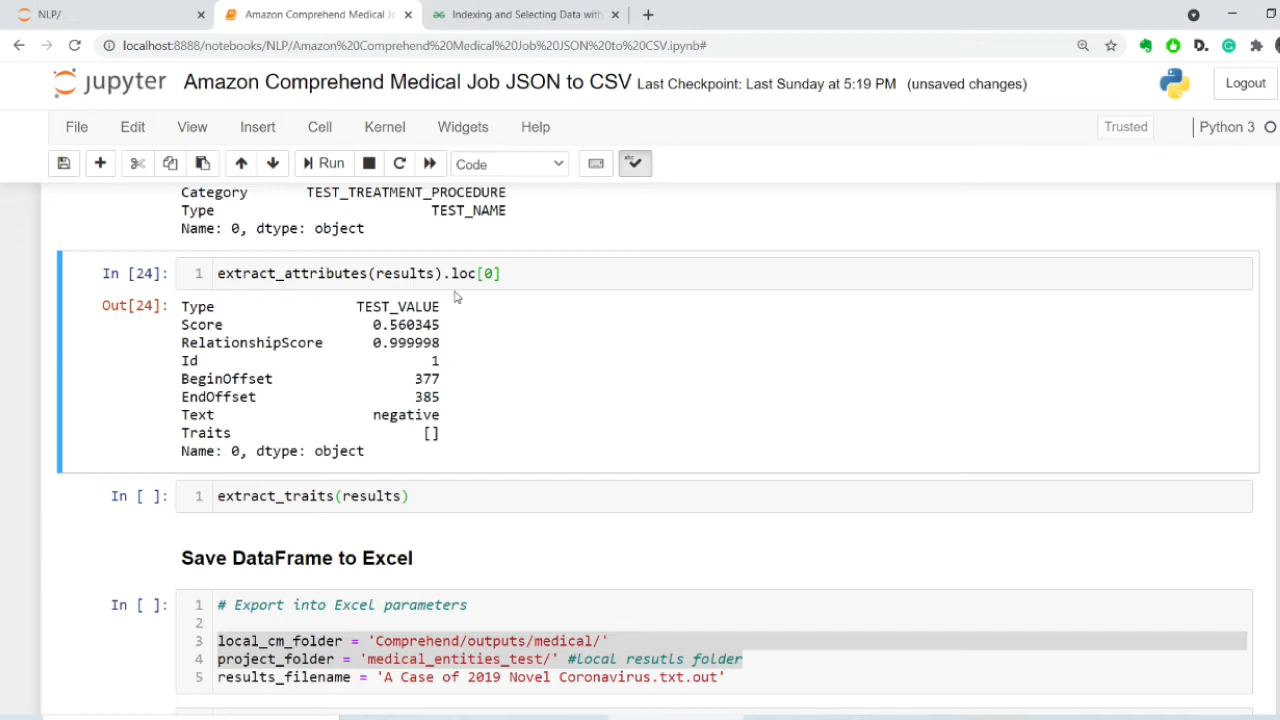 NLP/
Amazon Comprehend Medical Jo
Indexing and Selecting Data with
localhost:8888/notebooks/NLP/Amazon%20Comprehend%20Medical%20Job%20JSON%20to%20CSV.ipynb#
jupyter Amazon Comprehend Medical Job JSON to CSV Last Checkpoint: Last Sunday at 5:19 PM (unsaved changes)
Logout
File Edit View Insert Cell Kernel Widgets Help
Trusted Python 3
Run Code
Category TEST_TREATMENT_PROCEDURE
Type TEST_NAME
Name: 0, dtype: object
In [24]: 1 extract_attributes(results).loc[0]
Out[24]: Type TEST_VALUE
Score 0.560345
RelationshipScore 0.999998
Id 1
BeginOffset 377
EndOffset 385
Text negative
Traits []
Name: 0, dtype: object
In [ ]: 1 extract_traits(results)
Save DataFrame to Excel
In [ ]: 1 # Export into Excel parameters
2
3 local_cm_folder = 'Comprehend/outputs/medical/'
4 project_folder = 'medical_entities_test/' #local resutls folder
5 results_filename = 'A Case of 2019 Novel Coronavirus.txt.out'